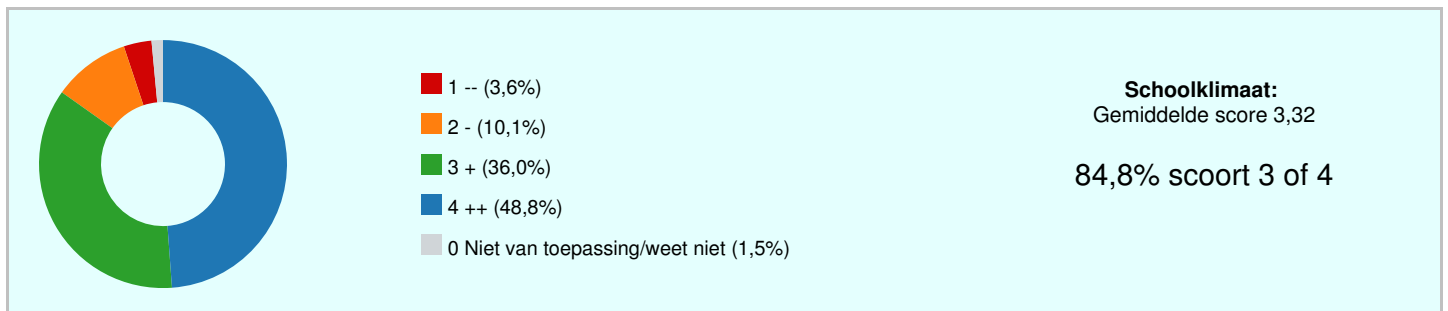 1 -- (3,6%)
2 - (10,1%)
3 + (36,0%)
4 ++ (48,8%)
0 Niet van toepassing/weet niet (1,5%)
Schoolklimaat:
Gemiddelde score 3,32
84,8% scoort 3 of 4